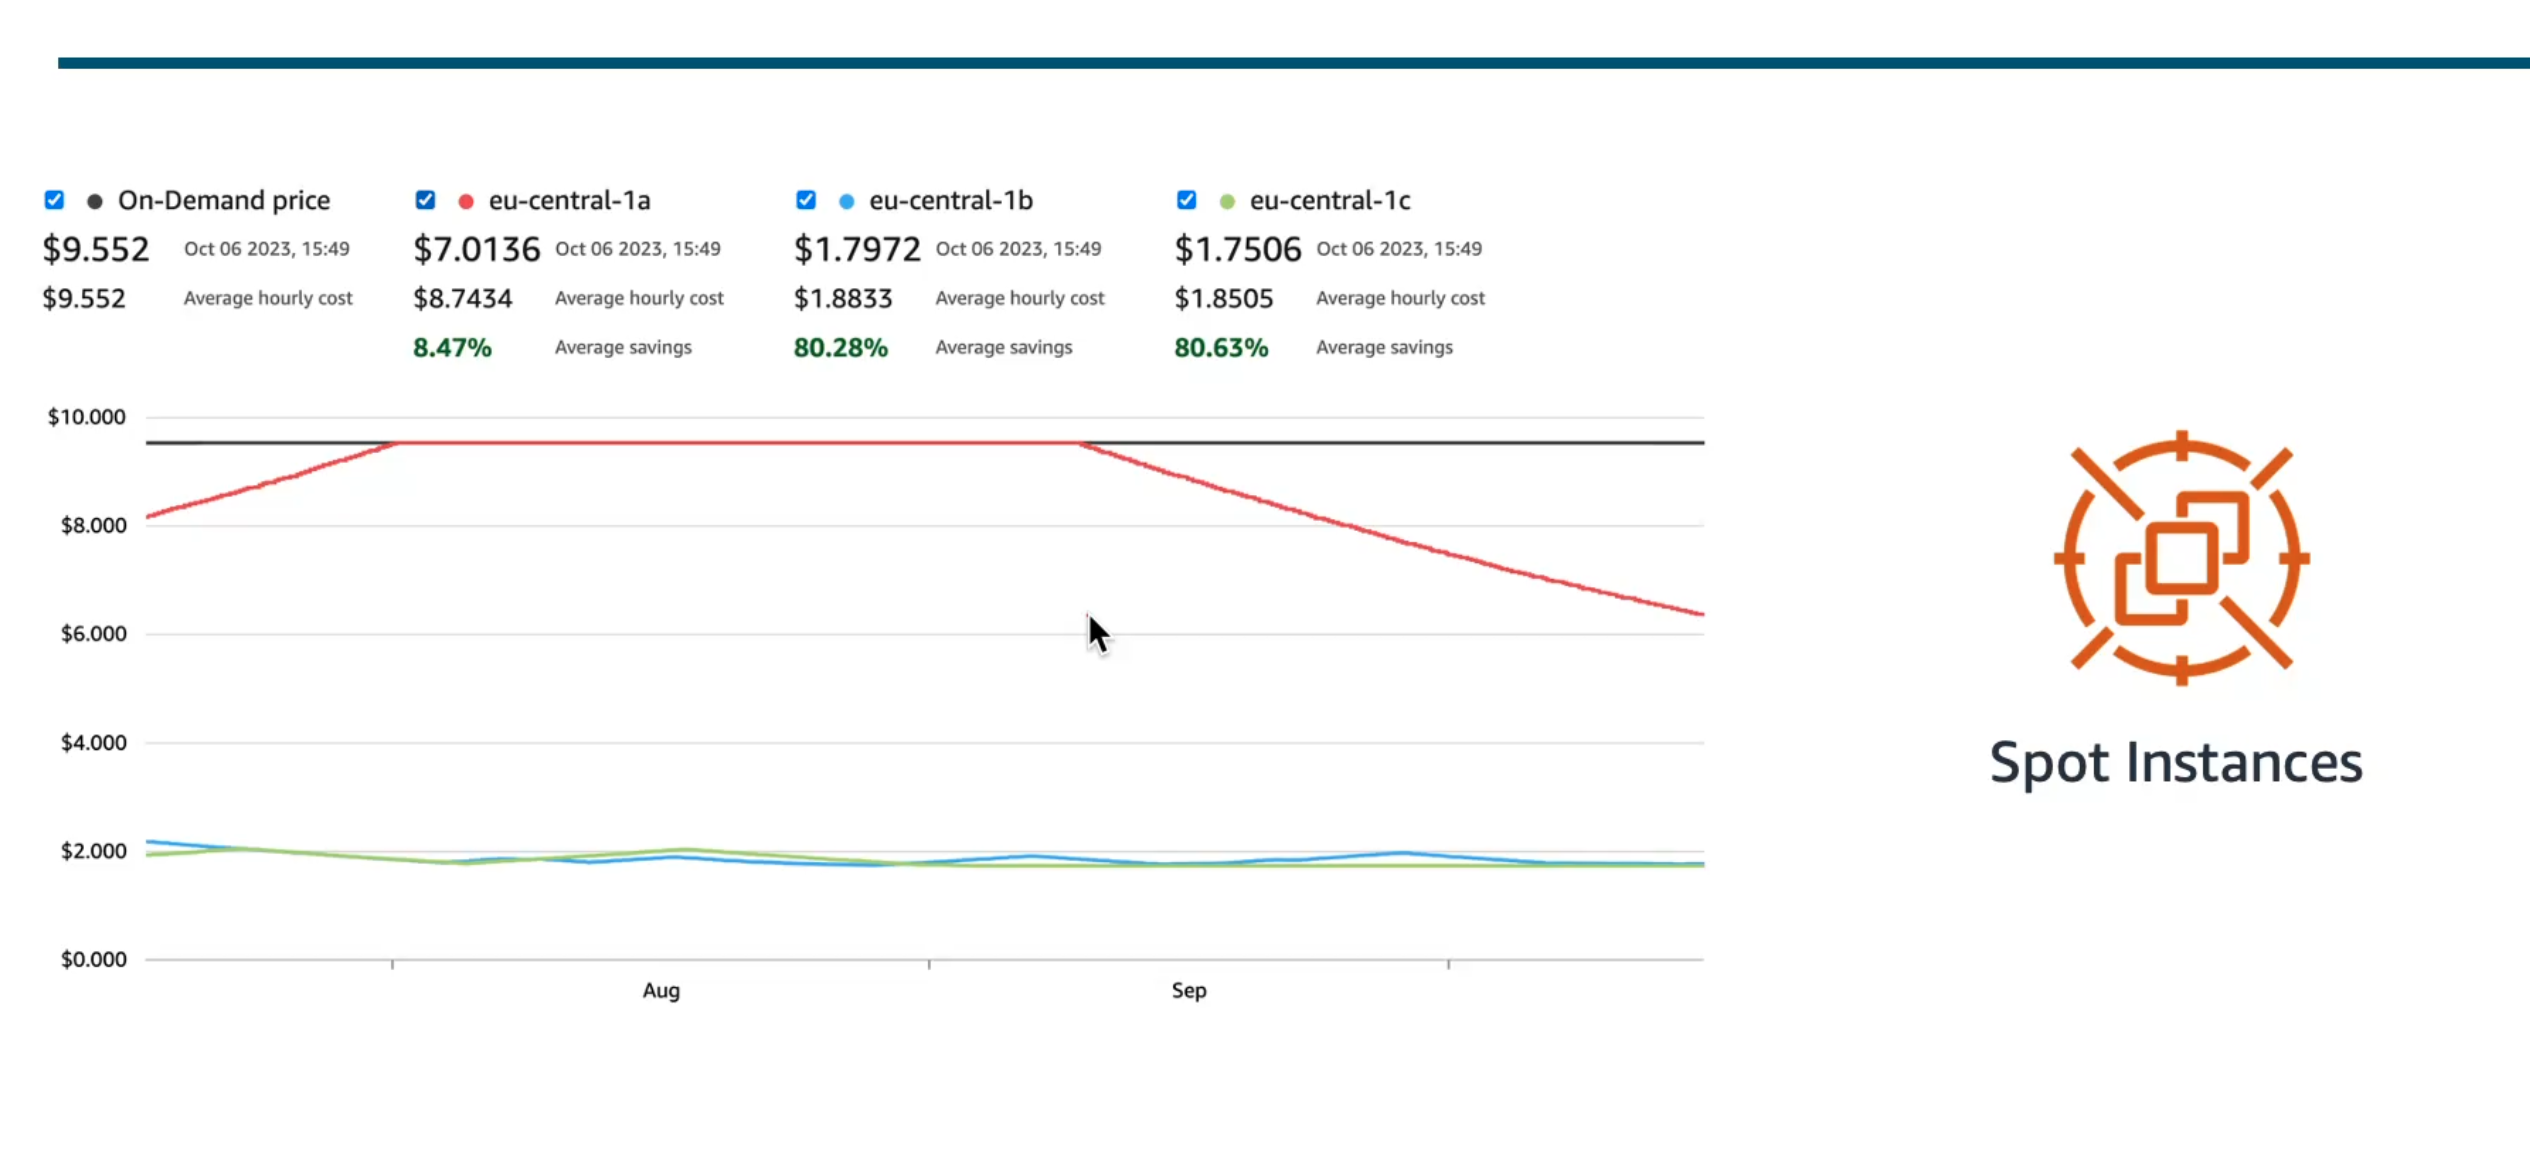 On-Demand price eu-central-1a eu-central-1b eu-central-1c
$9.552 Oct 06 2023, 15:49 $7.0136 Oct 06 2023, 15:49 $1.7972 Oct 06 2023, 15:49 $1.7506 Oct 06 2023, 15:49
$9.552 Average hourly cost $8.7434 Average hourly cost $1.8833 Average hourly cost $1.8505 Average hourly cost
8.47% Average savings 80.28% Average savings 80.63% Average savings
$10.000
$8.000
$6.000
$4.000
$2.000
$0.000
Aug Sep
Spot Instances